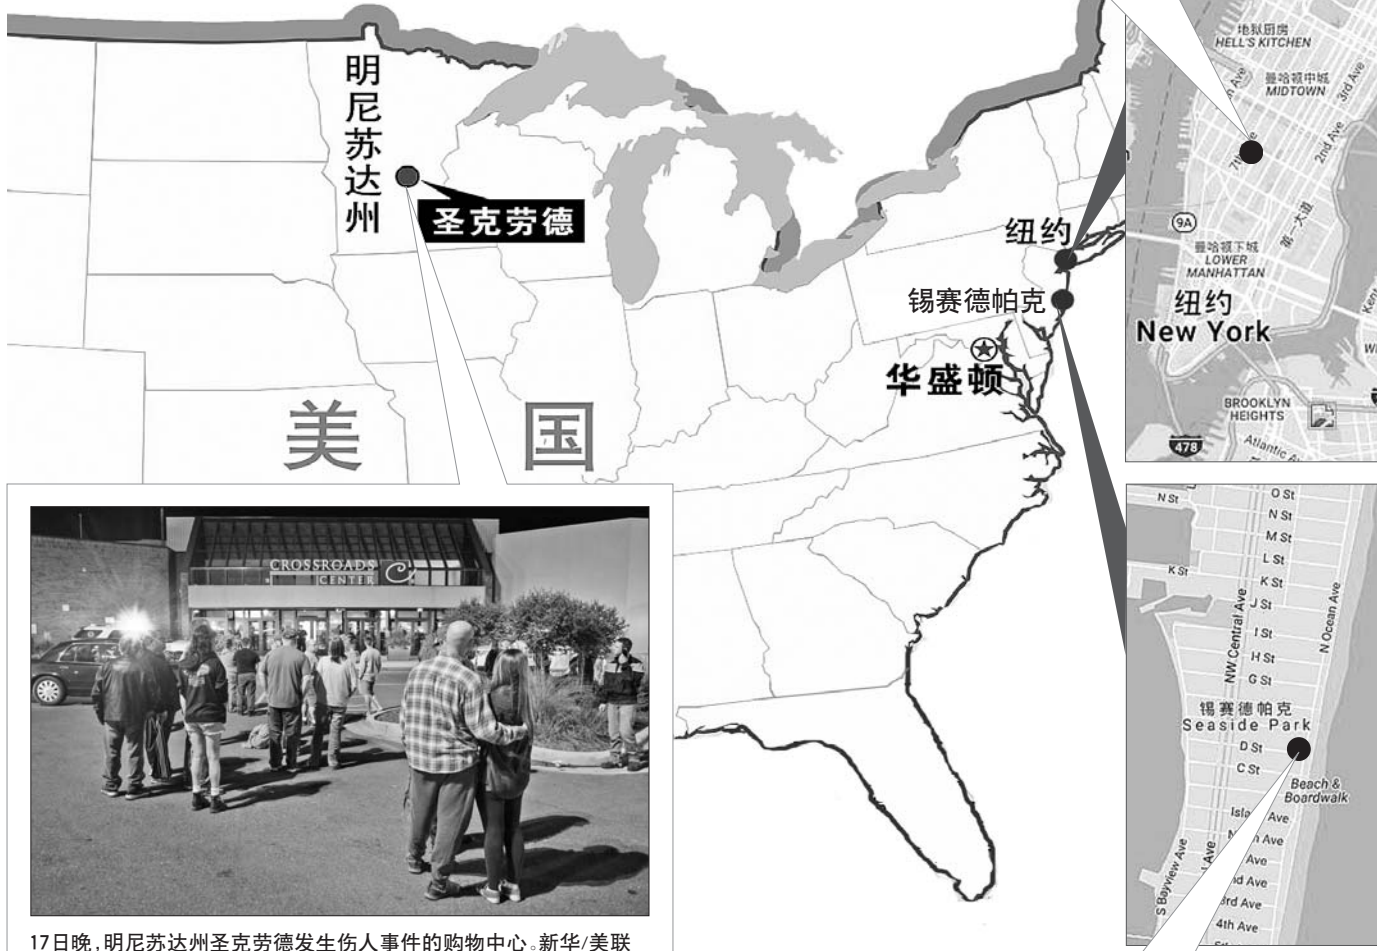 明尼苏达州
圣克劳德
纽约
锡赛德帕克
华盛顿
美国
CROSSROADS
CENTER
17日晚，明尼苏达州圣克劳德发生伤人事件的购物中心。新华/美联
地狱厨房
HELL'S KITCHEN
曼哈顿中城
MIDTOWN
3rd Ave
2nd Ave
9A
第一大道
曼哈顿下城
LOWER
MANHATTAN
纽约
New York
BROOKLYN
HEIGHTS
478
N St
O St
N St
M St
L St
K St
K St
J St
I St
H St
G St
NW Central Ave
N Ocean Ave
锡赛德帕克
Seaside Park
D St
C St
Beach &
Boardwalk
Ave
Ave
Ave
Ave
4th Ave
S Bayview Ave